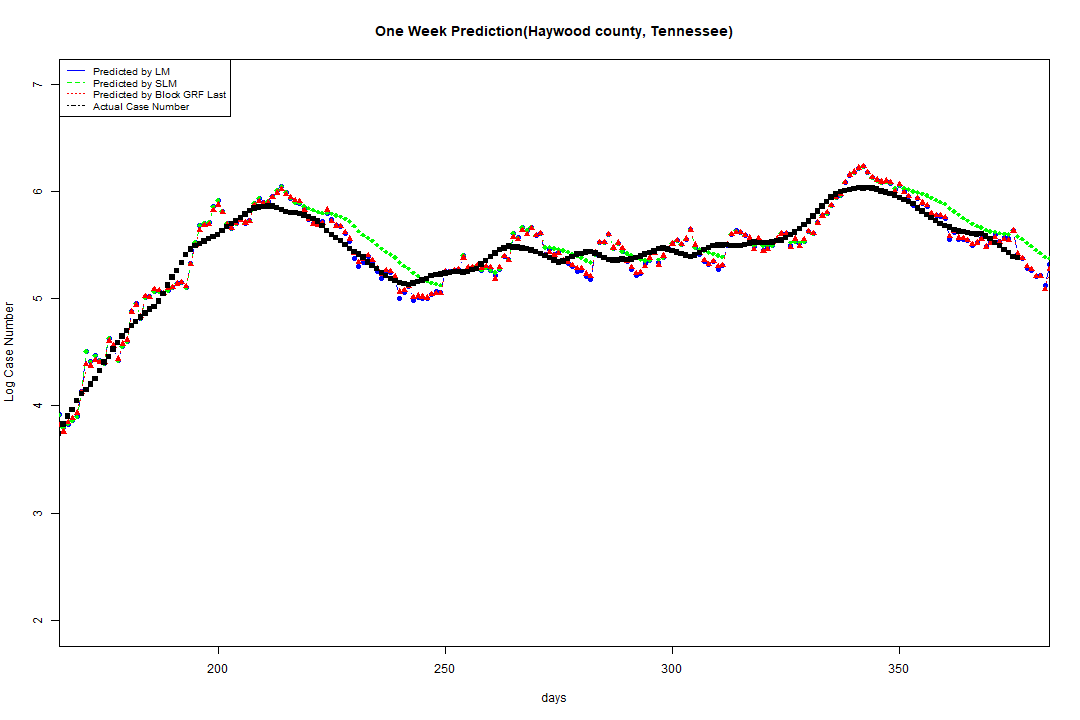 One Week Prediction(Haywood county, Tennessee)
Predicted by LM
Predicted by SLM
Predicted by Block GRF Last
Actual Case Number
7
6
5
4
3
2
Log Case Number
200 250 300 350
days